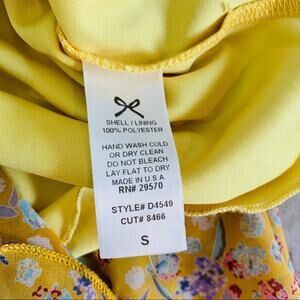 SHELL / LINING
100% POLYESTER
HAND WASH COLD
OR DRY CLEAN
DO NOT BLEACH
LAY FLAT TO DRY
MADE IN U.S.A
RN# 29570
STYLE# D4549
CUT# 8466
S